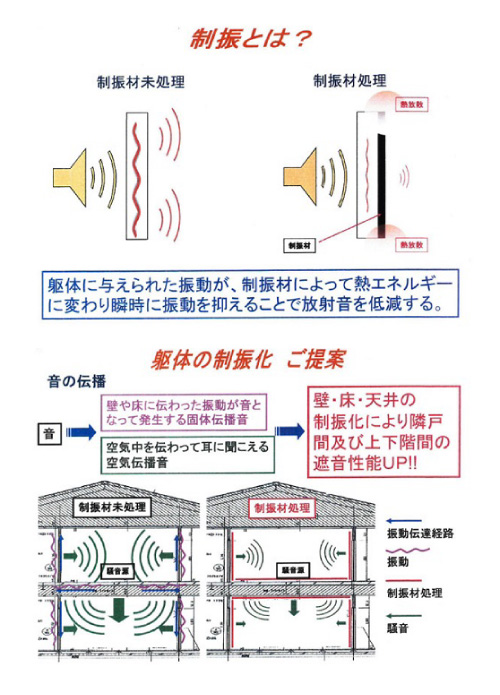 制振とは？
制振材未処理
制振材処理
熱放散
制振材
熱放散
躯体に与えられた振動が、制振材によって熱エネルギー
に変わり瞬時に振動を抑えることで放射音を低減する。
躯体の制振化 ご提案
音の伝播
音
壁や床に伝わった振動が音と
なって発生する固体伝播音
空気中を伝わって耳に聞こえる
空気伝播音
壁・床・天井の
制振化により隣戸
間及び上下階間の
遮音性能UP!!
制振材未処理
制振材処理
騒音源
騒音源
振動伝達経路
振動
制振材処理
騒音